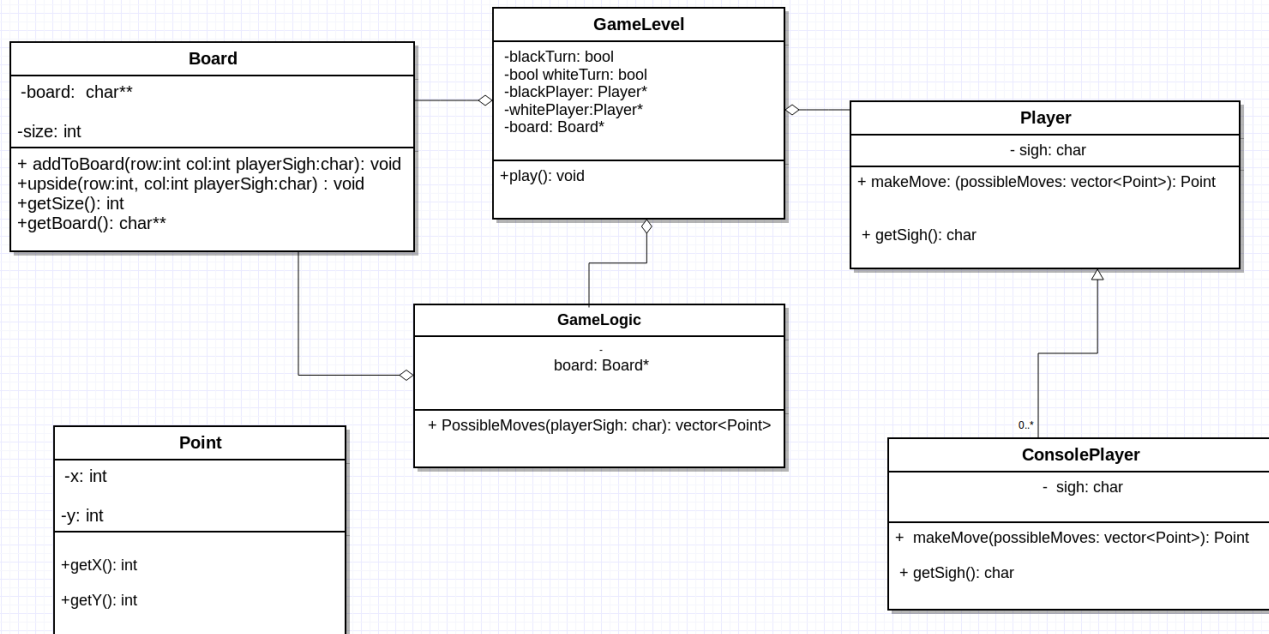 GameLevel
-blackTurn: bool
-bool whiteTurn: bool
-blackPlayer: Player*
-whitePlayer:Player*
-board: Board*
+play(): void
Board
-board:  char**
-size: int
+ addToBoard(row:int col:int playerSigh:char): void
+upside(row:int, col:int playerSigh:char) : void
+getSize(): int
+getBoard(): char**
Player
- sigh: char
+ makeMove: (possibleMoves: vector<Point>): Point
+ getSigh(): char
GameLogic
-
board: Board*
+ PossibleMoves(playerSigh: char): vector<Point>
Point
-x: int
-y: int
+getX(): int
+getY(): int
0..*
ConsolePlayer
-  sigh: char
+  makeMove(possibleMoves: vector<Point>): Point
+ getSigh(): char